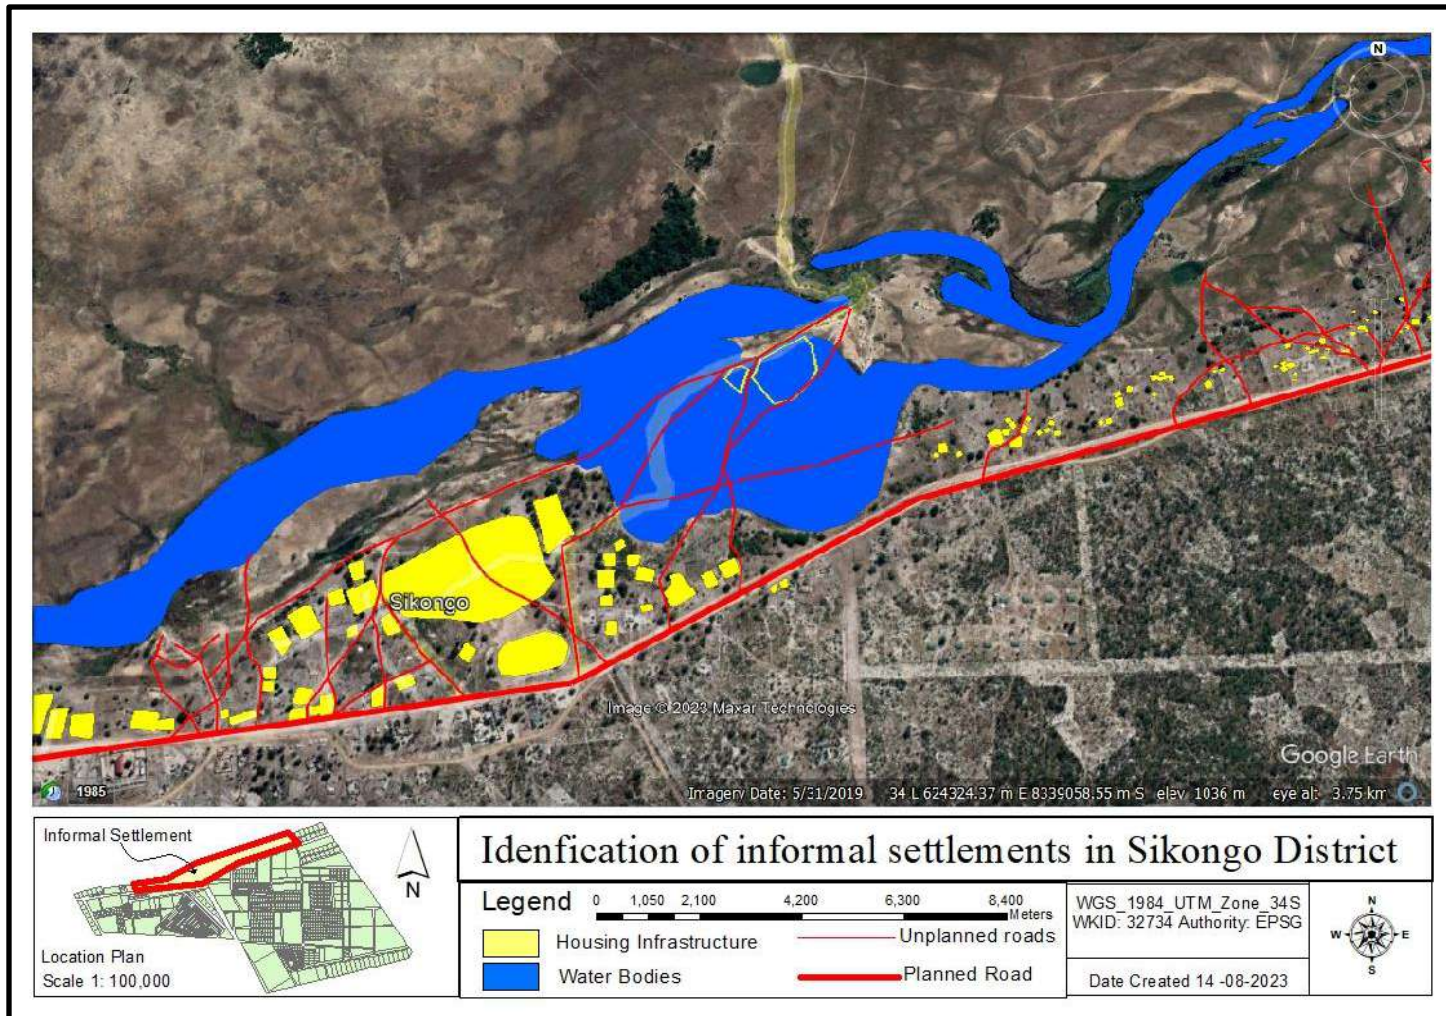 N
Sikongo
Image © 2023 Maxar Technologies
Google Earth
1985
Imagery Date: 5/31/2019 34 L 624324.37 m E 8339058.55 m S elev 1036 m eye alt 3.75 km
Informal Settlement
N
Location Plan
Scale 1: 100,000
Idenfication of informal settlements in Sikongo District
Legend
0 1,050 2,100 4,200 6,300 8,400
Meters
Housing Infrastructure
Unplanned roads
Water Bodies
Planned Road
WGS_1984_UTM_Zone_34S
WKID: 32734 Authority: EPSG
Date Created 14 -08-2023
N
W E
S